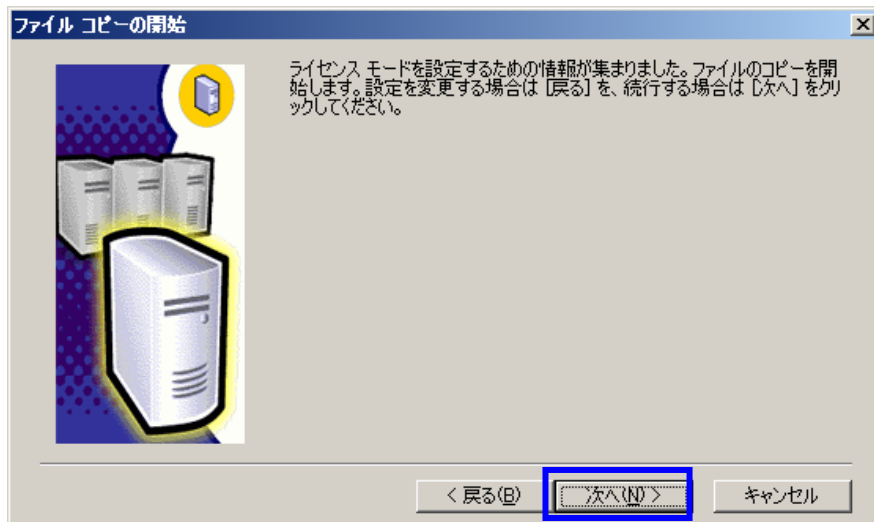 ファイル コピーの開始
ライセンス モードを設定するための情報が集まりました。ファイルのコピーを開
始します。設定を変更する場合は [戻る] を、続行する場合は [次へ] をクリ
ックしてください。
< 戻る(B)
次へ(N) >
キャンセル